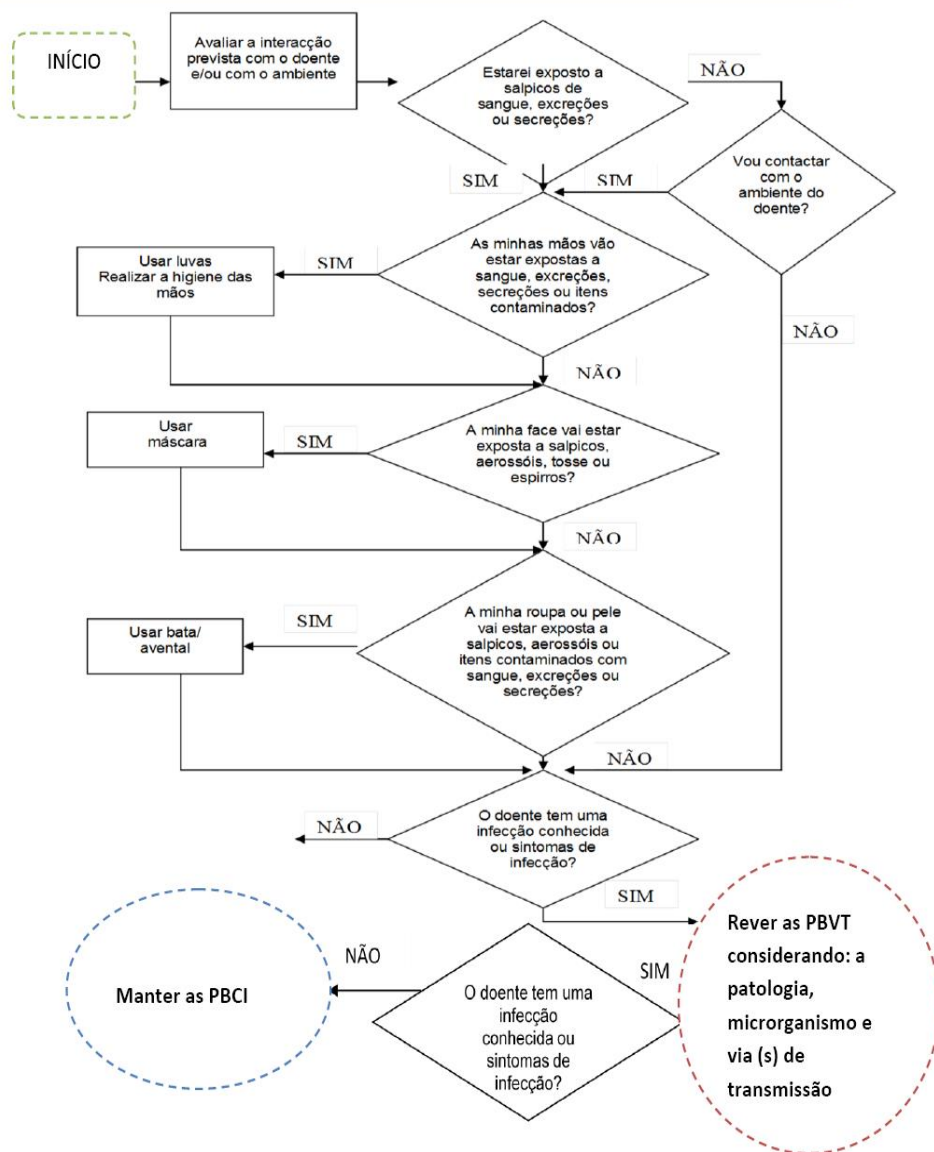 INÍCIO
Avaliar a interacção
prevista com o doente
e/ou com o ambiente
Estarei exposto a
salpicos de
sangue, excreções
ou secreções?
NÃO
Vou contactar
com o
ambiente do
doente?
SIM
SIM
As minhas mãos vão
estar expostas a
sangue, excreções,
secreções ou itens
contaminados?
SIM
Usar luvas
Realizar a higiene das
mãos
NÃO
NÃO
A minha face vai estar
exposta a salpicos,
aerossóis, tosse ou
espirros?
SIM
Usar
máscara
NÃO
A minha roupa ou pele
vai estar exposta a
salpicos, aerossóis ou
itens contaminados com
sangue, excreções ou
secreções?
SIM
Usar bata/
avental
NÃO
O doente tem uma
infecção conhecida
ou sintomas de
infecção?
NÃO
SIM
Rever as PBVT
considerando: a
patologia,
microrganismo e
via (s) de
transmissão
NÃO
SIM
O doente tem uma
infecção
conhecida ou
sintomas de
infecção?
Manter as PBCI